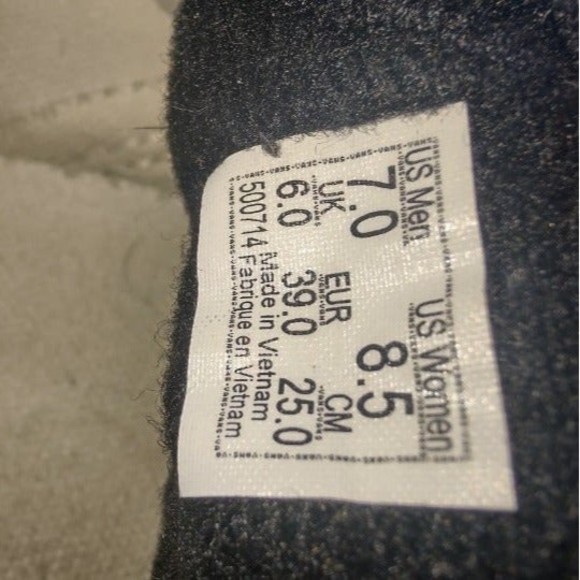 US Men US Women
7.0 8.5
UK EUR CM
6.0 39.0 25.0
Made in Vietnam
500714 Fabrique en Vietnam